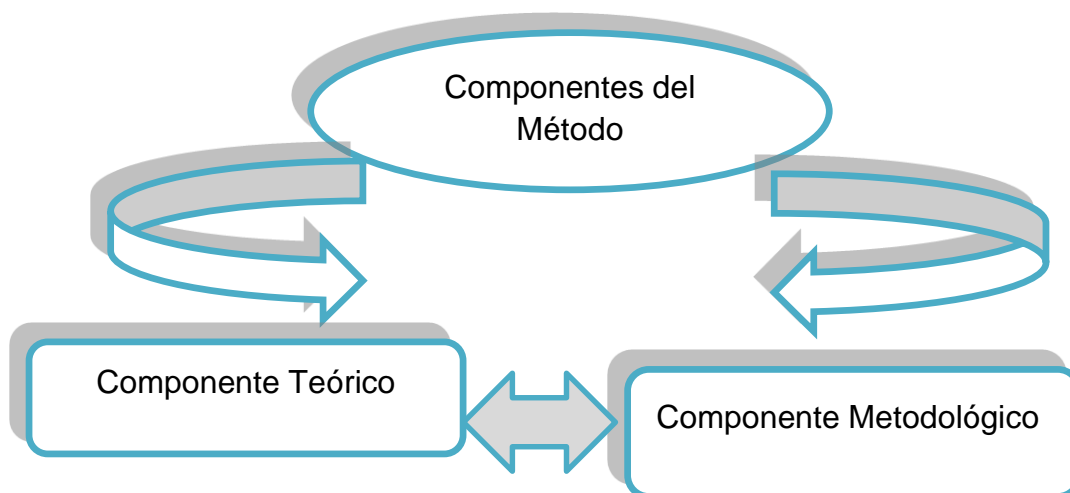 Componentes del
Método
Componente Teórico
Componente Metodológico